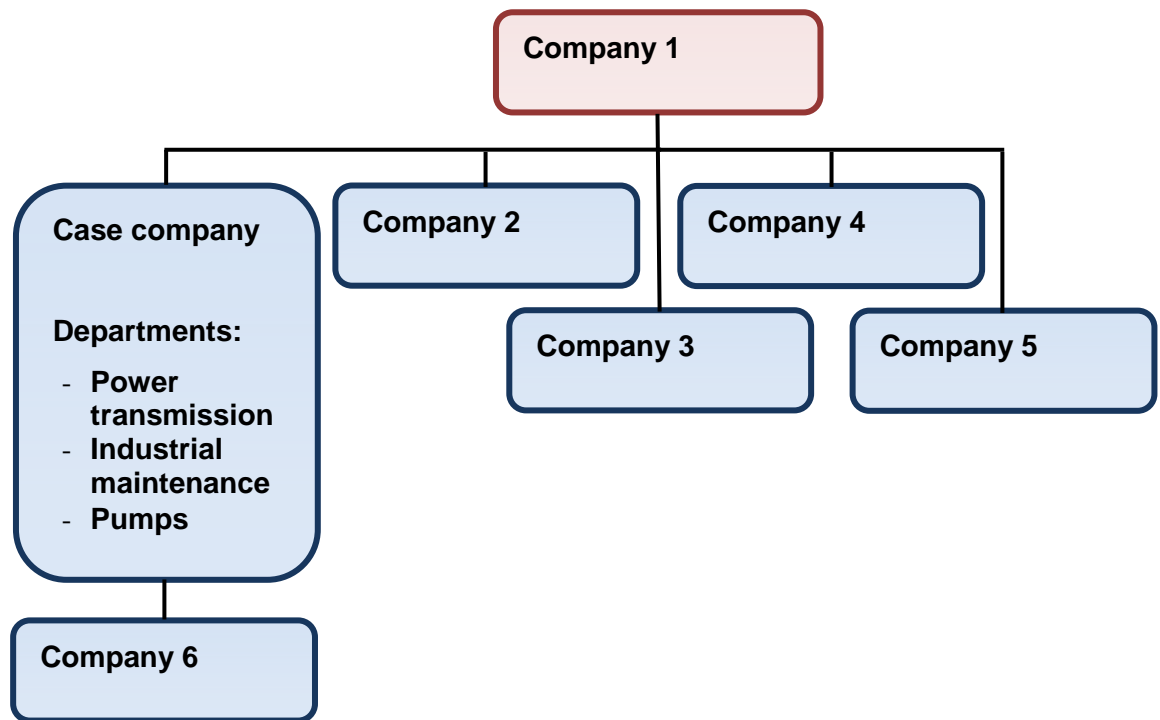 Company 1
Case company
Departments:
- Power
transmission
- Industrial
maintenance
- Pumps
Company 2
Company 4
Company 3
Company 5
Company 6